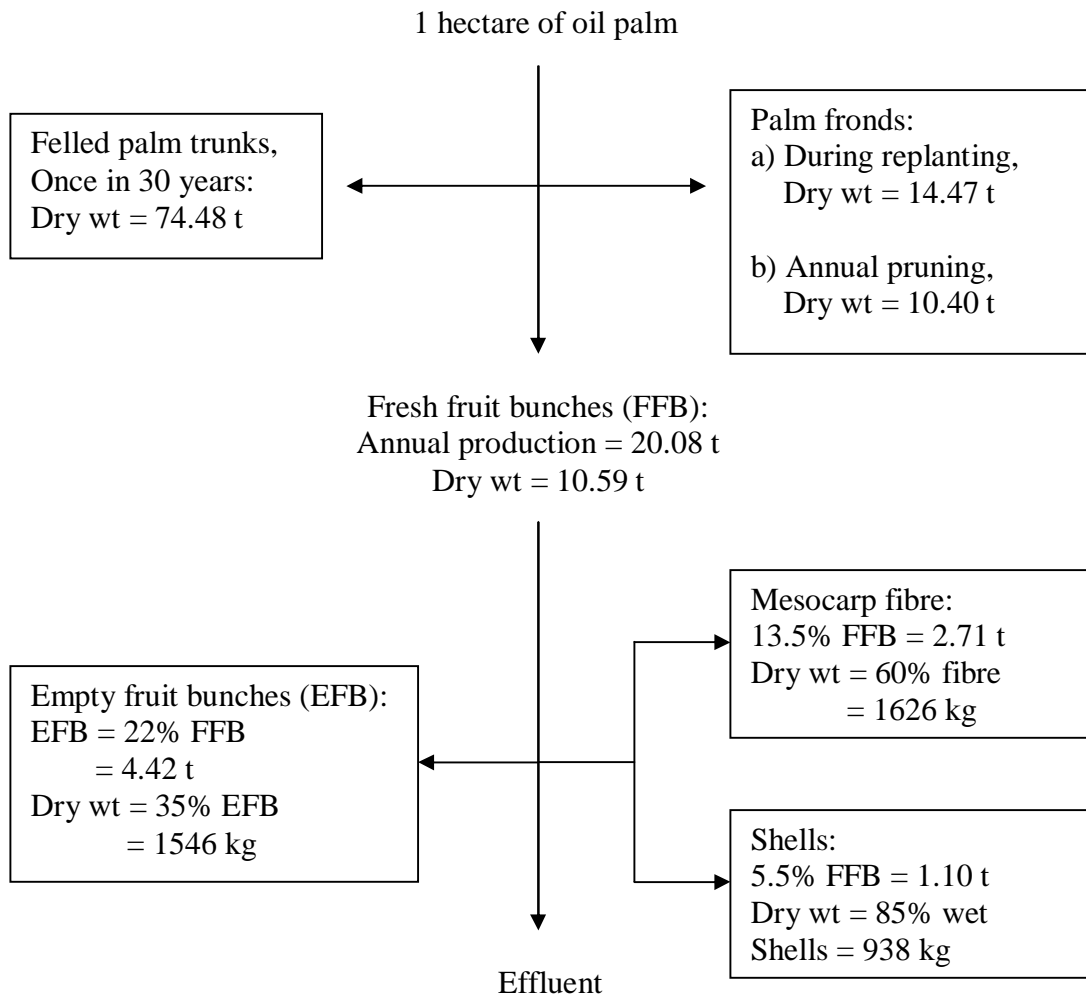 1 hectare of oil palm
Felled palm trunks,
Once in 30 years:
Dry wt = 74.48 t
Palm fronds:
a) During replanting,
Dry wt = 14.47 t
b) Annual pruning,
Dry wt = 10.40 t
Fresh fruit bunches (FFB):
Annual production = 20.08 t
Dry wt = 10.59 t
Mesocarp fibre:
13.5% FFB = 2.71 t
Dry wt = 60% fibre
= 1626 kg
Empty fruit bunches (EFB):
EFB = 22% FFB
= 4.42 t
Dry wt = 35% EFB
= 1546 kg
Shells:
5.5% FFB = 1.10 t
Dry wt = 85% wet
Shells = 938 kg
Effluent